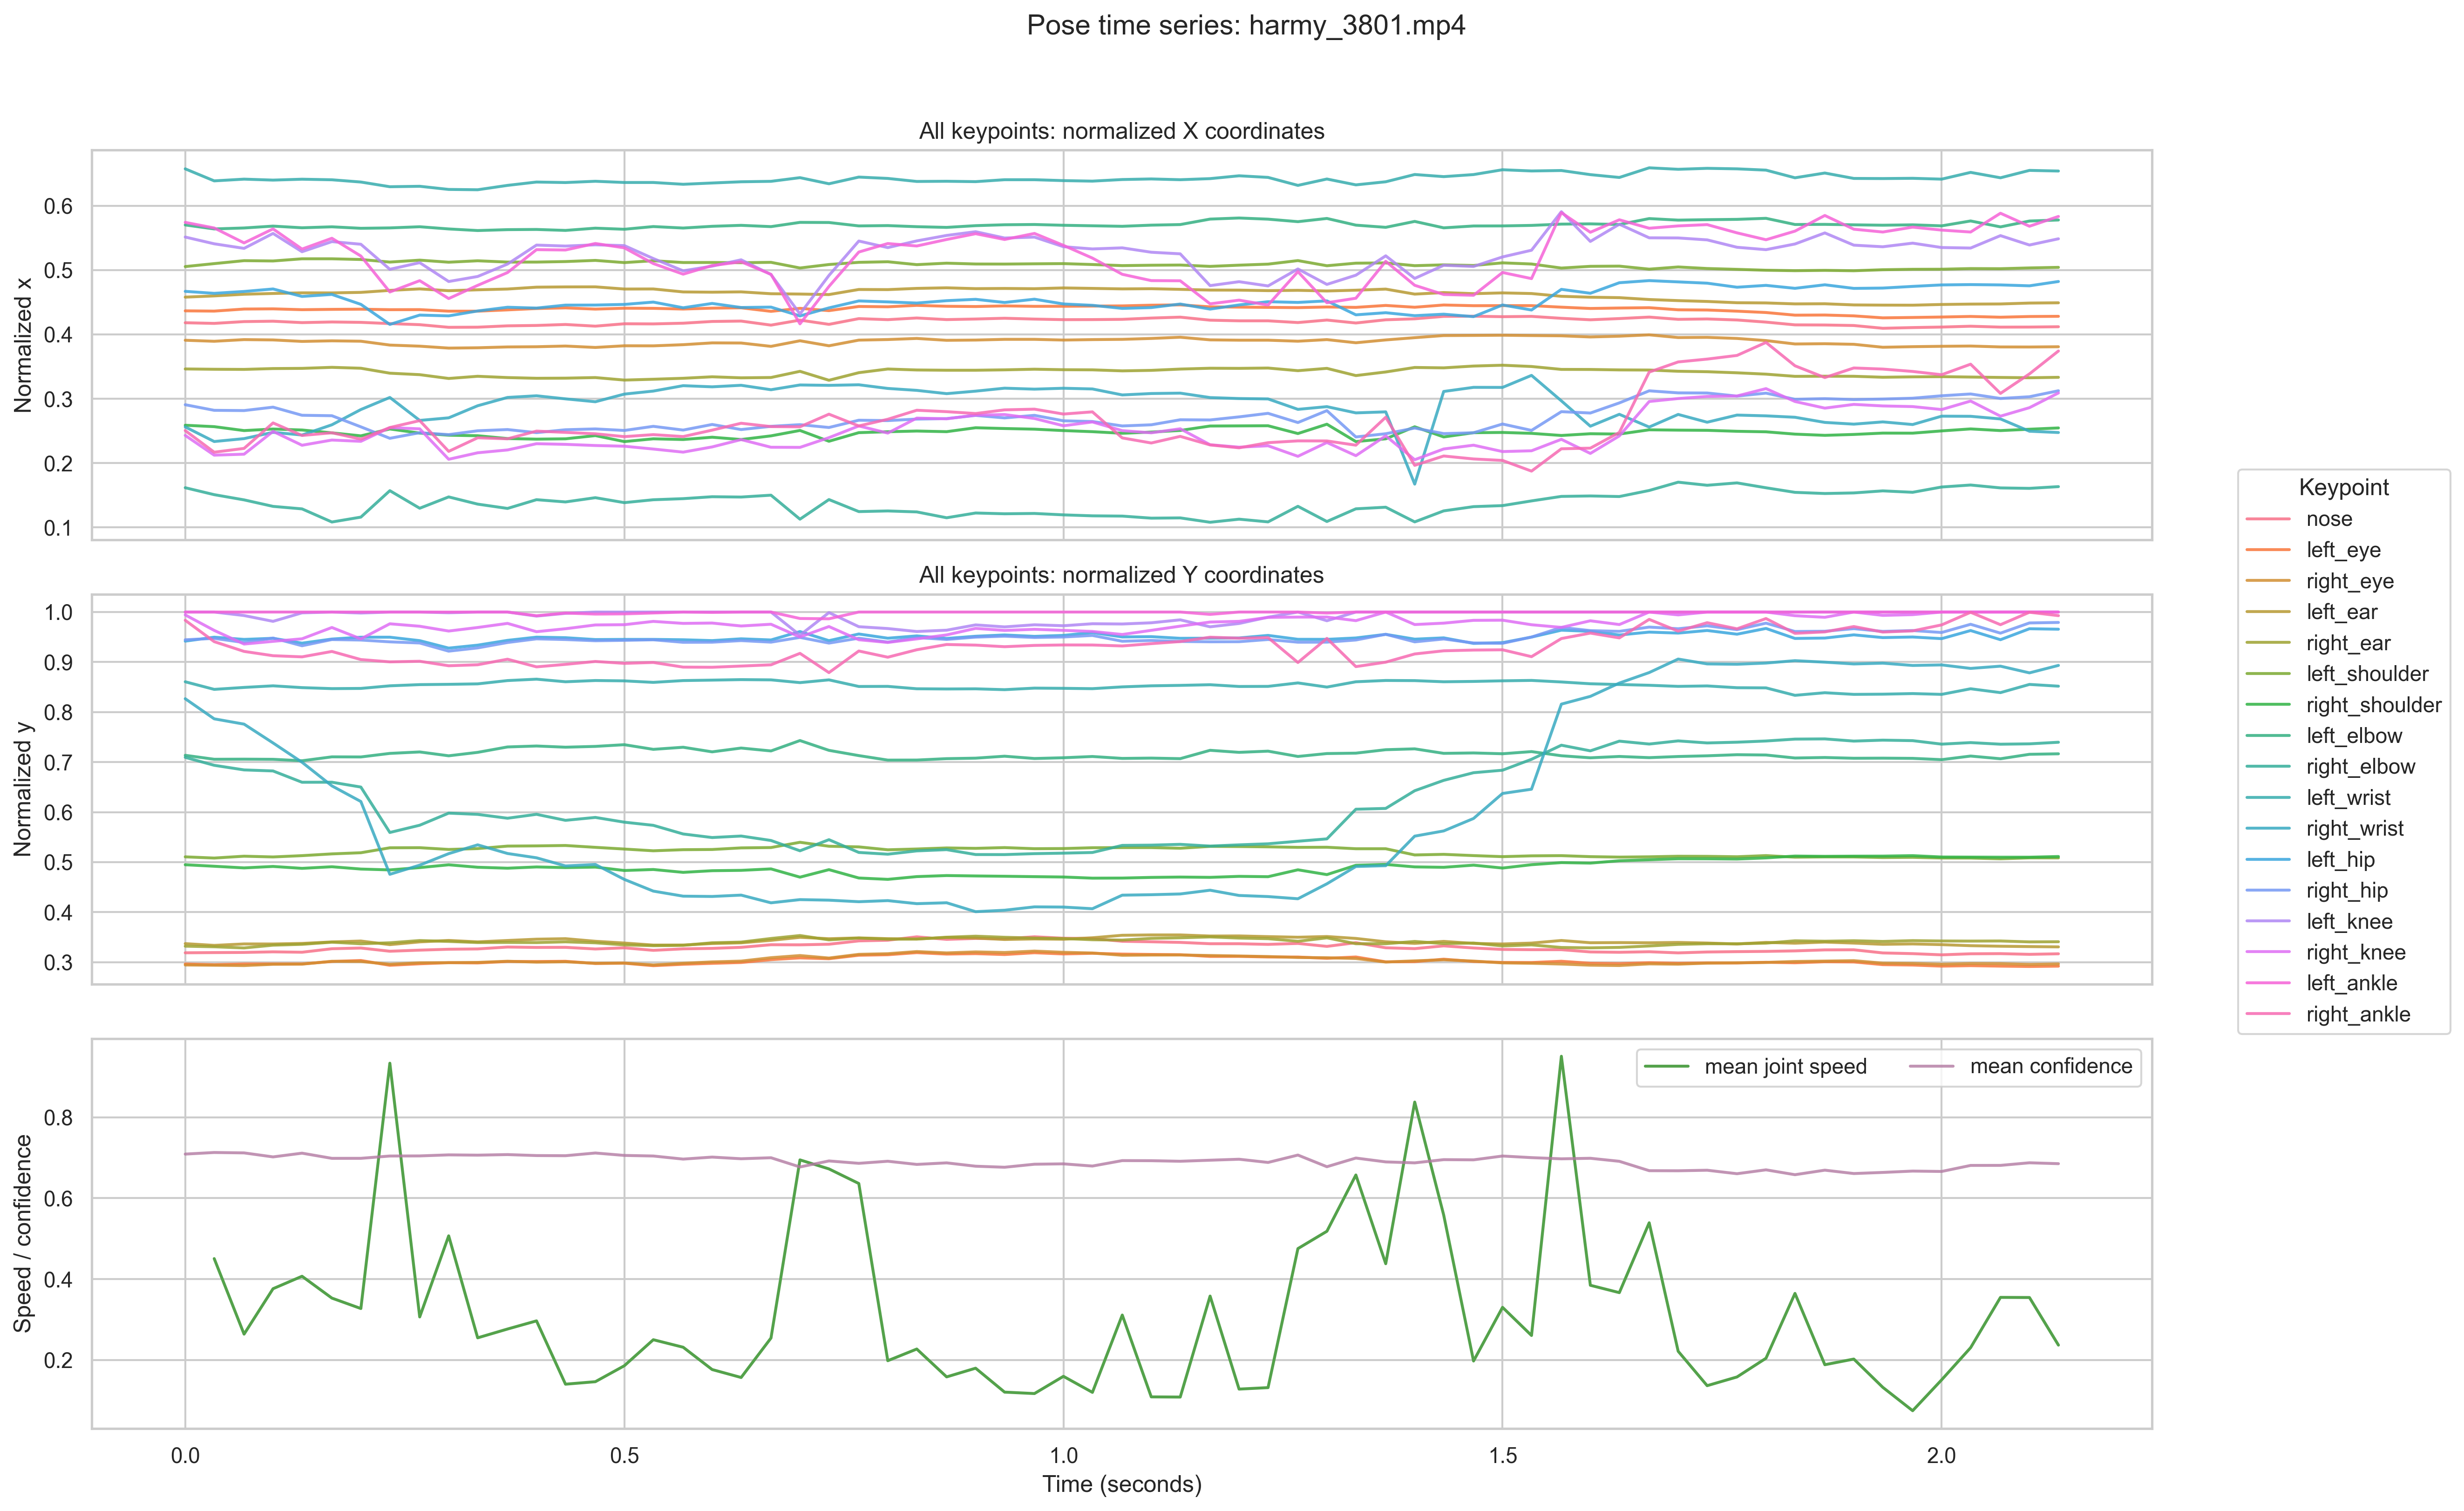 Pose time series: harmy_3801.mp4
All keypoints: normalized X coordinates
Normalized x
0.6
0.5
0.4
0.3
0.2
0.1
All keypoints: normalized Y coordinates
Normalized y
1.0
0.9
0.8
0.7
0.6
0.5
0.4
0.3
Keypoint
nose
left_eye
right_eye
left_ear
right_ear
left_shoulder
right_shoulder
left_elbow
right_elbow
left_wrist
right_wrist
left_hip
right_hip
left_knee
right_knee
left_ankle
right_ankle
mean joint speed mean confidence
Speed / confidence
0.8
0.6
0.4
0.2
0.0 0.5 1.0 1.5 2.0
Time (seconds)